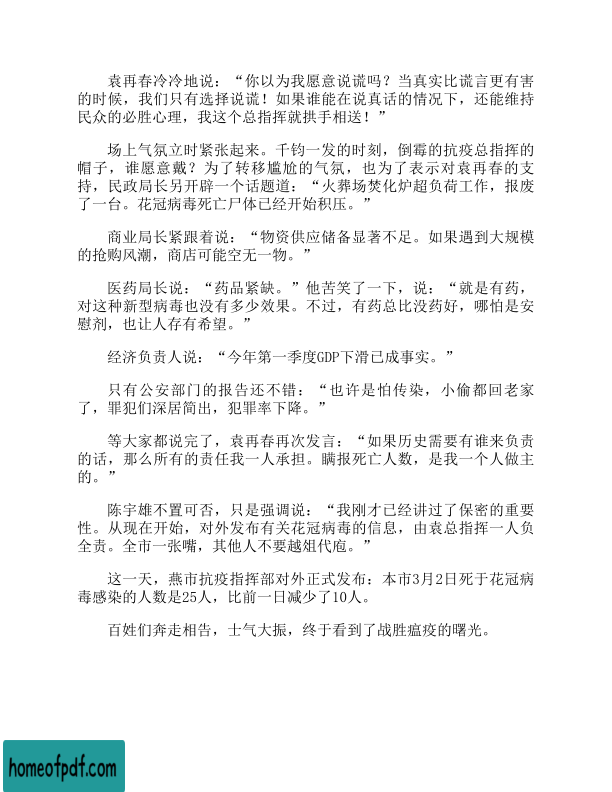 袁再春冷冷地说：“你以为我愿意说谎吗？当真实比谎言更有害
的时候，我们只有选择说谎！如果谁能在说真话的情况下，还能维持
民众的必胜心理，我这个总指挥就拱手相送！”
场上气氛立时紧张起来。千钧一发的时刻，倒霉的抗疫总指挥的
帽子，谁愿意戴？为了转移尴尬的气氛，也为了表示对袁再春的支
持，民政局长另开辟一个话题道：“火葬场焚化炉超负荷工作，报废
了一台。花冠病毒死亡尸体已经开始积压。”
商业局长紧跟着说：“物资供应储备显著不足。如果遇到大规模
的抢购风潮，商店可能空无一物。”
医药局长说：“药品紧缺。”他苦笑了一下，说：“就是有药，
对这种新型病毒也没有多少效果。不过，有药总比没药好，哪怕是安
慰剂，也让人存有希望。”
经济负责人说：“今年第一季度GDP下滑已成事实。”
只有公安部门的报告还不错：“也许是怕传染，小偷都回老家
了，罪犯们深居简出，犯罪率下降。”
等大家都说完了，袁再春再次发言：“如果历史需要有谁来负责
的话，那么所有的责任我一人承担。瞒报死亡人数，是我一个人做主
的。”
陈宇雄不置可否，只是强调说：“我刚才已经讲过了保密的重要
性。从现在开始，对外发布有关花冠病毒的信息，由袁总指挥一人负
全责。全市一张嘴，其他人不要越俎代庖。”
这一天，燕市抗疫指挥部对外正式发布：本市3月2日死于花冠病
毒感染的人数是25人，比前一日减少了10人。
百姓们奔走相告，士气大振，终于看到了战胜瘟疫的曙光。
homeofpdf.com